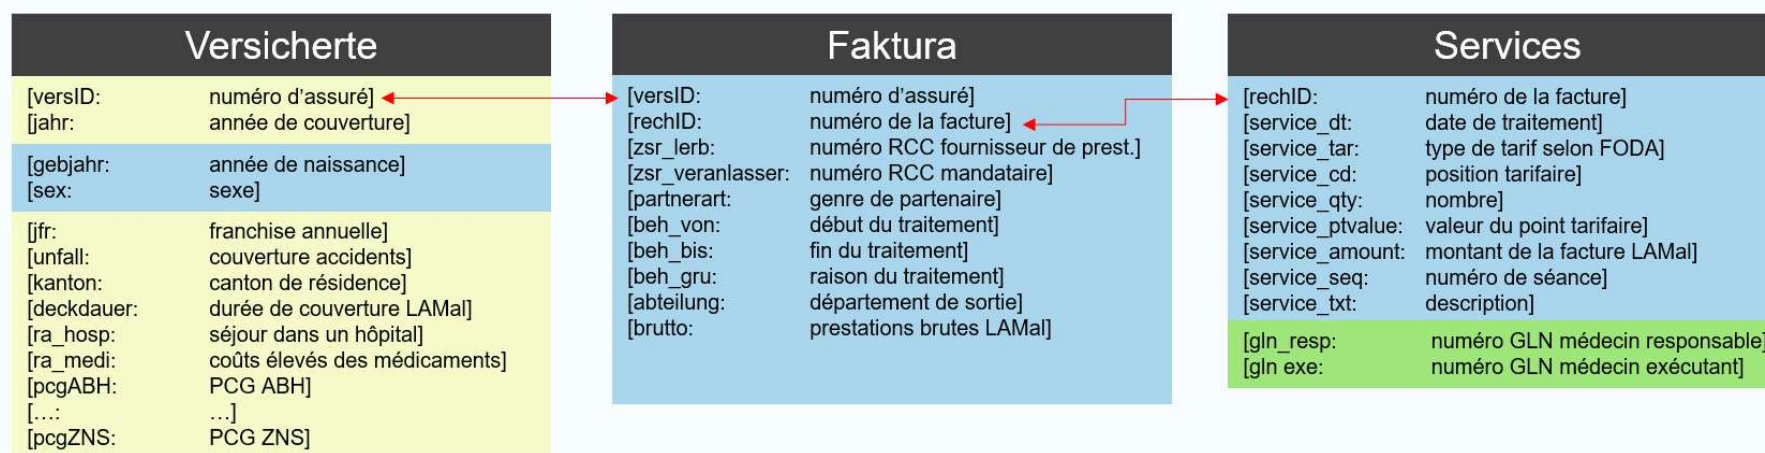 Versicherte
[versID: numéro d'assuré]
[jahr: année de couverture]
[gebjahr: année de naissance]
[sex: sexe]
[jfr: franchise annuelle]
[unfall: couverture accidents]
[kanton: canton de résidence]
[deckdauer: durée de couverture LAMal]
[ra_hosp: séjour dans un hôpital]
[ra_medi: coûts élevés des médicaments]
[pcgABH: PCG ABH]
[...: ...]
[pcgZNS: PCG ZNS]
Faktura
[versID: numéro d'assuré]
[rechID: numéro de la facture]
[zsr_lerb: numéro RCC fournisseur de prest.]
[zsr_veranlasser: numéro RCC mandataire]
[partnerart: genre de partenaire]
[beh_von: début du traitement]
[beh_bis: fin du traitement]
[beh_gru: raison du traitement]
[abteilung: département de sortie]
[brutto: prestations brutes LAMal]
Services
[rechID: numéro de la facture]
[service_dt: date de traitement]
[service_tar: type de tarif selon FODA]
[service_cd: position tarifaire]
[service_qty: nombre]
[service_ptvalue: valeur du point tarifaire]
[service_amount: montant de la facture LAMal]
[service_seq: numéro de séance]
[service_txt: description]
[gln_resp: numéro GLN médecin responsable]
[gln exe: numéro GLN médecin exécutant]